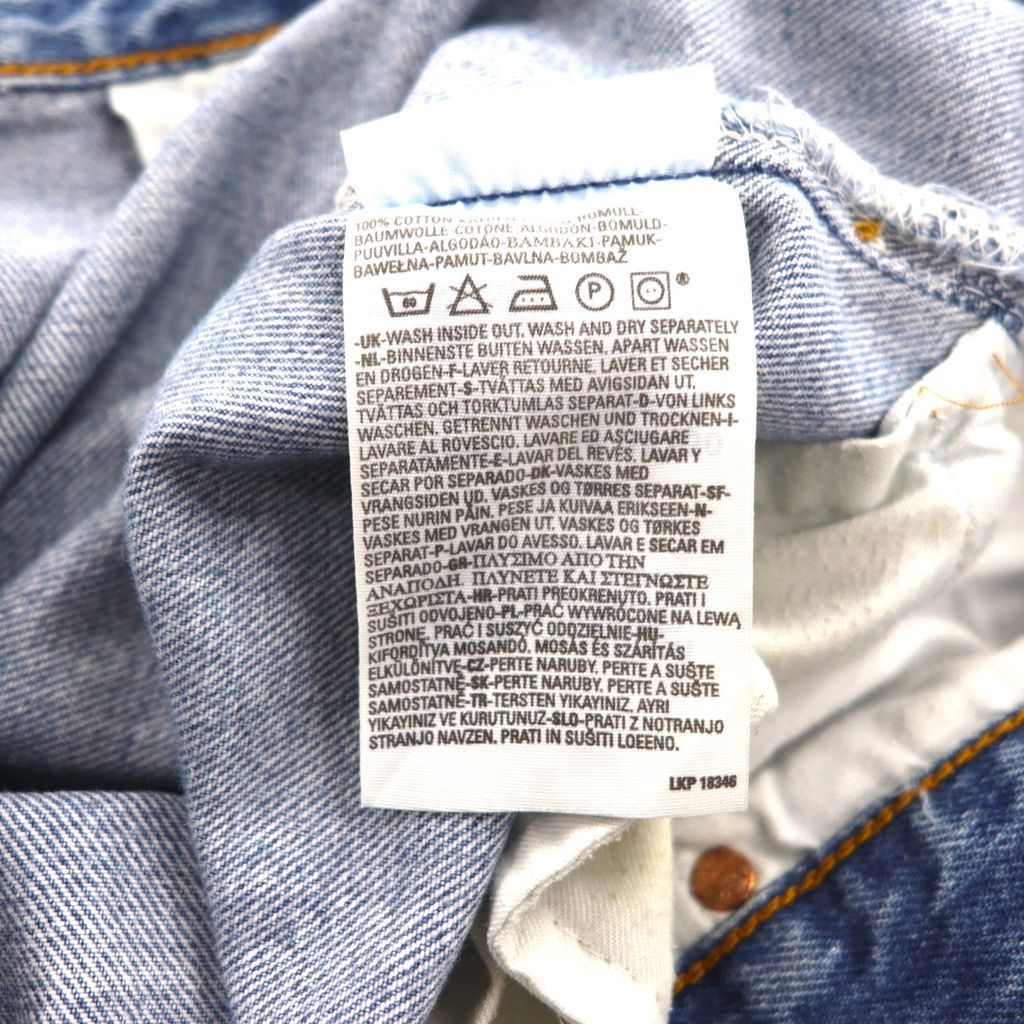 100% COTTON ROMULL-
BAUMWOLLE COTONE ALGODÓN-BOMULD-
PUUVILLA-ALGODÃO-BAMBAKI-PAMUK-
BAWEŁNA-PAMUT-BAVLNA-BOMBAŽ
60 P ®
-UK-WASH INSIDE OUT. WASH AND DRY SEPARATELY
-NL-BINNENSTE BUITEN WASSEN. APART WASSEN
EN DROGEN-F-LAVER RETOURNE. LAVER ET SECHER
SEPAREMENT-S-TVÄTTAS MED AVIGSIDAN UT.
TVÄTTAS OCH TORKTUMLAS SEPARAT-D-VON LINKS
WASCHEN. GETRENNT WASCHEN UND TROCKNEN-I-
LAVARE AL ROVESCIO. LAVARE ED ASCIUGARE
SEPARATAMENTE-E-LAVAR DEL REVÉS. LAVAR Y
SECAR POR SEPARADO-DK-VASKES MED
VRANGSIDEN UD. VASKES OG TØRRES SEPARAT-SF-
PESE NURIN PÄIN. PESE JA KUIVAA ERIKSEEN-N-
VASKES MED VRANGEN UT. VASKES OG TØRKES
SEPARAT-P-LAVAR DO AVESSO. LAVAR E SECAR EM
SEPARADO-GR-ΠΛΥΣΙΜΟ ΑΠΟ ΤΗΝ
ΑΝΑΠΟΔΗ. ΠΛΥΝΕΤΕ ΚΑΙ ΣΤΕΓΝΩΣΤΕ
ΞΕΧΩΡΙΣΤΑ-HR-PRATI PREOKRENUTO. PRATI I
SUŠITI ODVOJENO-PL-PRAĆ WYWRÓCONE NA LEWĄ
STRONĘ. PRAĆ I SUSZYĆ ODDZIELNIE-HU-
KIFORDÍTVA MOSANDÓ. MOSÁS ÉS SZÁRÍTÁS
ELKÜLÖNÍTVE-CZ-PERTE NARUBY. PERTE A SUŠTE
SAMOSTATNĚ-SK-PERTE NARUBY. PERTE A SUŠTE
SAMOSTATNE-TR-TERSTEN YIKAYINIZ. AYRI
YIKAYINIZ VE KURUTUNUZ-SLO-PRATI Z NOTRANJO
STRANJO NAVZEN. PRATI IN SUŠITI LOEENO.
LKP 18346